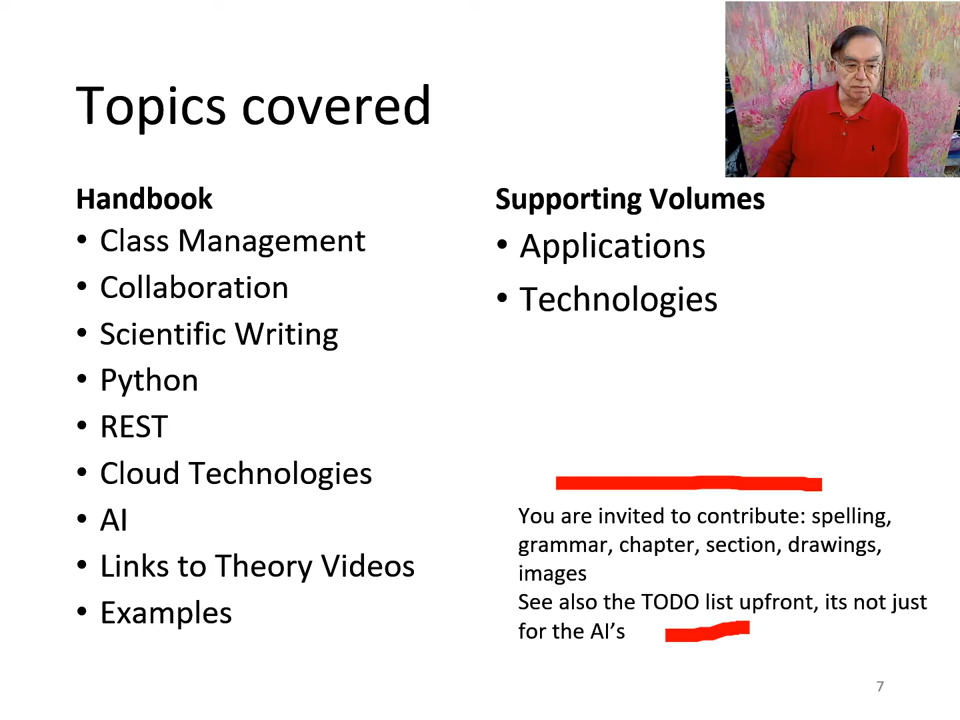 Topics covered
Handbook
• Class Management
• Collaboration
• Scientific Writing
• Python
• REST
• Cloud Technologies
• AI
• Links to Theory Videos
• Examples
Supporting Volumes
• Applications
• Technologies
You are invited to contribute: spelling,
grammar, chapter, section, drawings,
images
See also the TODO list upfront, its not just
for the AI’s
7